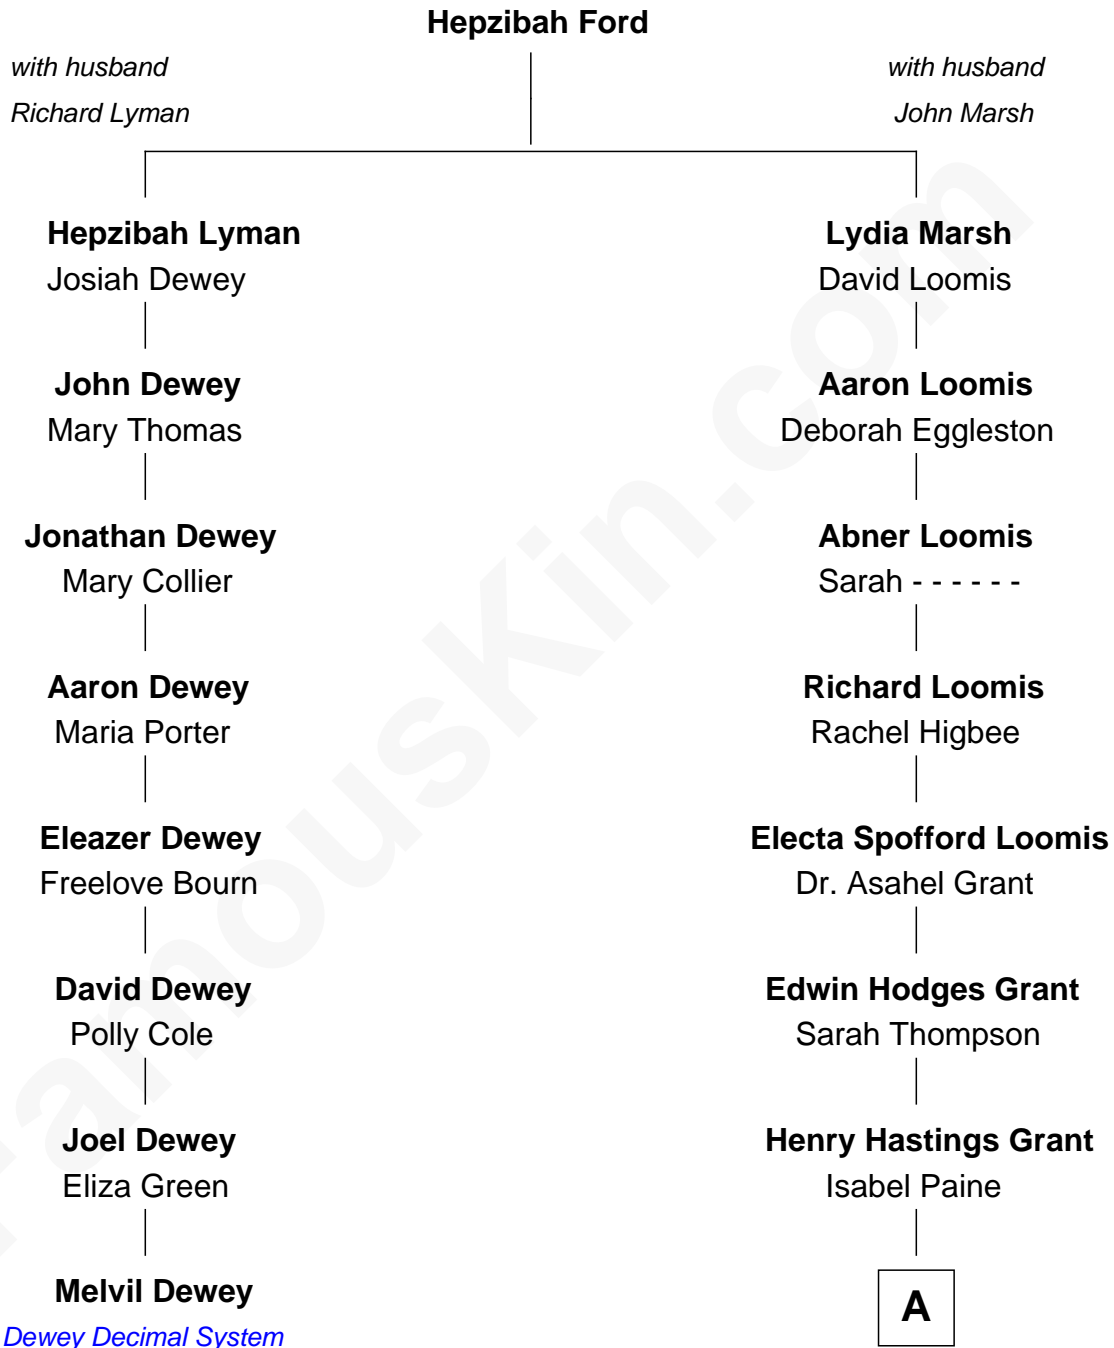 Hepzibah Ford
with husband
Richard Lyman
with husband
John Marsh
Hepzibah Lyman
Josiah Dewey
Lydia Marsh
David Loomis
John Dewey
Mary Thomas
Aaron Loomis
Deborah Eggleston
Jonathan Dewey
Mary Collier
Abner Loomis
Sarah - - - - - -
Aaron Dewey
Maria Porter
Richard Loomis
Rachel Higbee
Eleazer Dewey
Freelove Bourn
Electa Spofford Loomis
Dr. Asahel Grant
David Dewey
Polly Cole
Edwin Hodges Grant
Sarah Thompson
Joel Dewey
Eliza Green
Henry Hastings Grant
Isabel Paine
Melvil Dewey
Dewey Decimal System
A
FamousKin.com